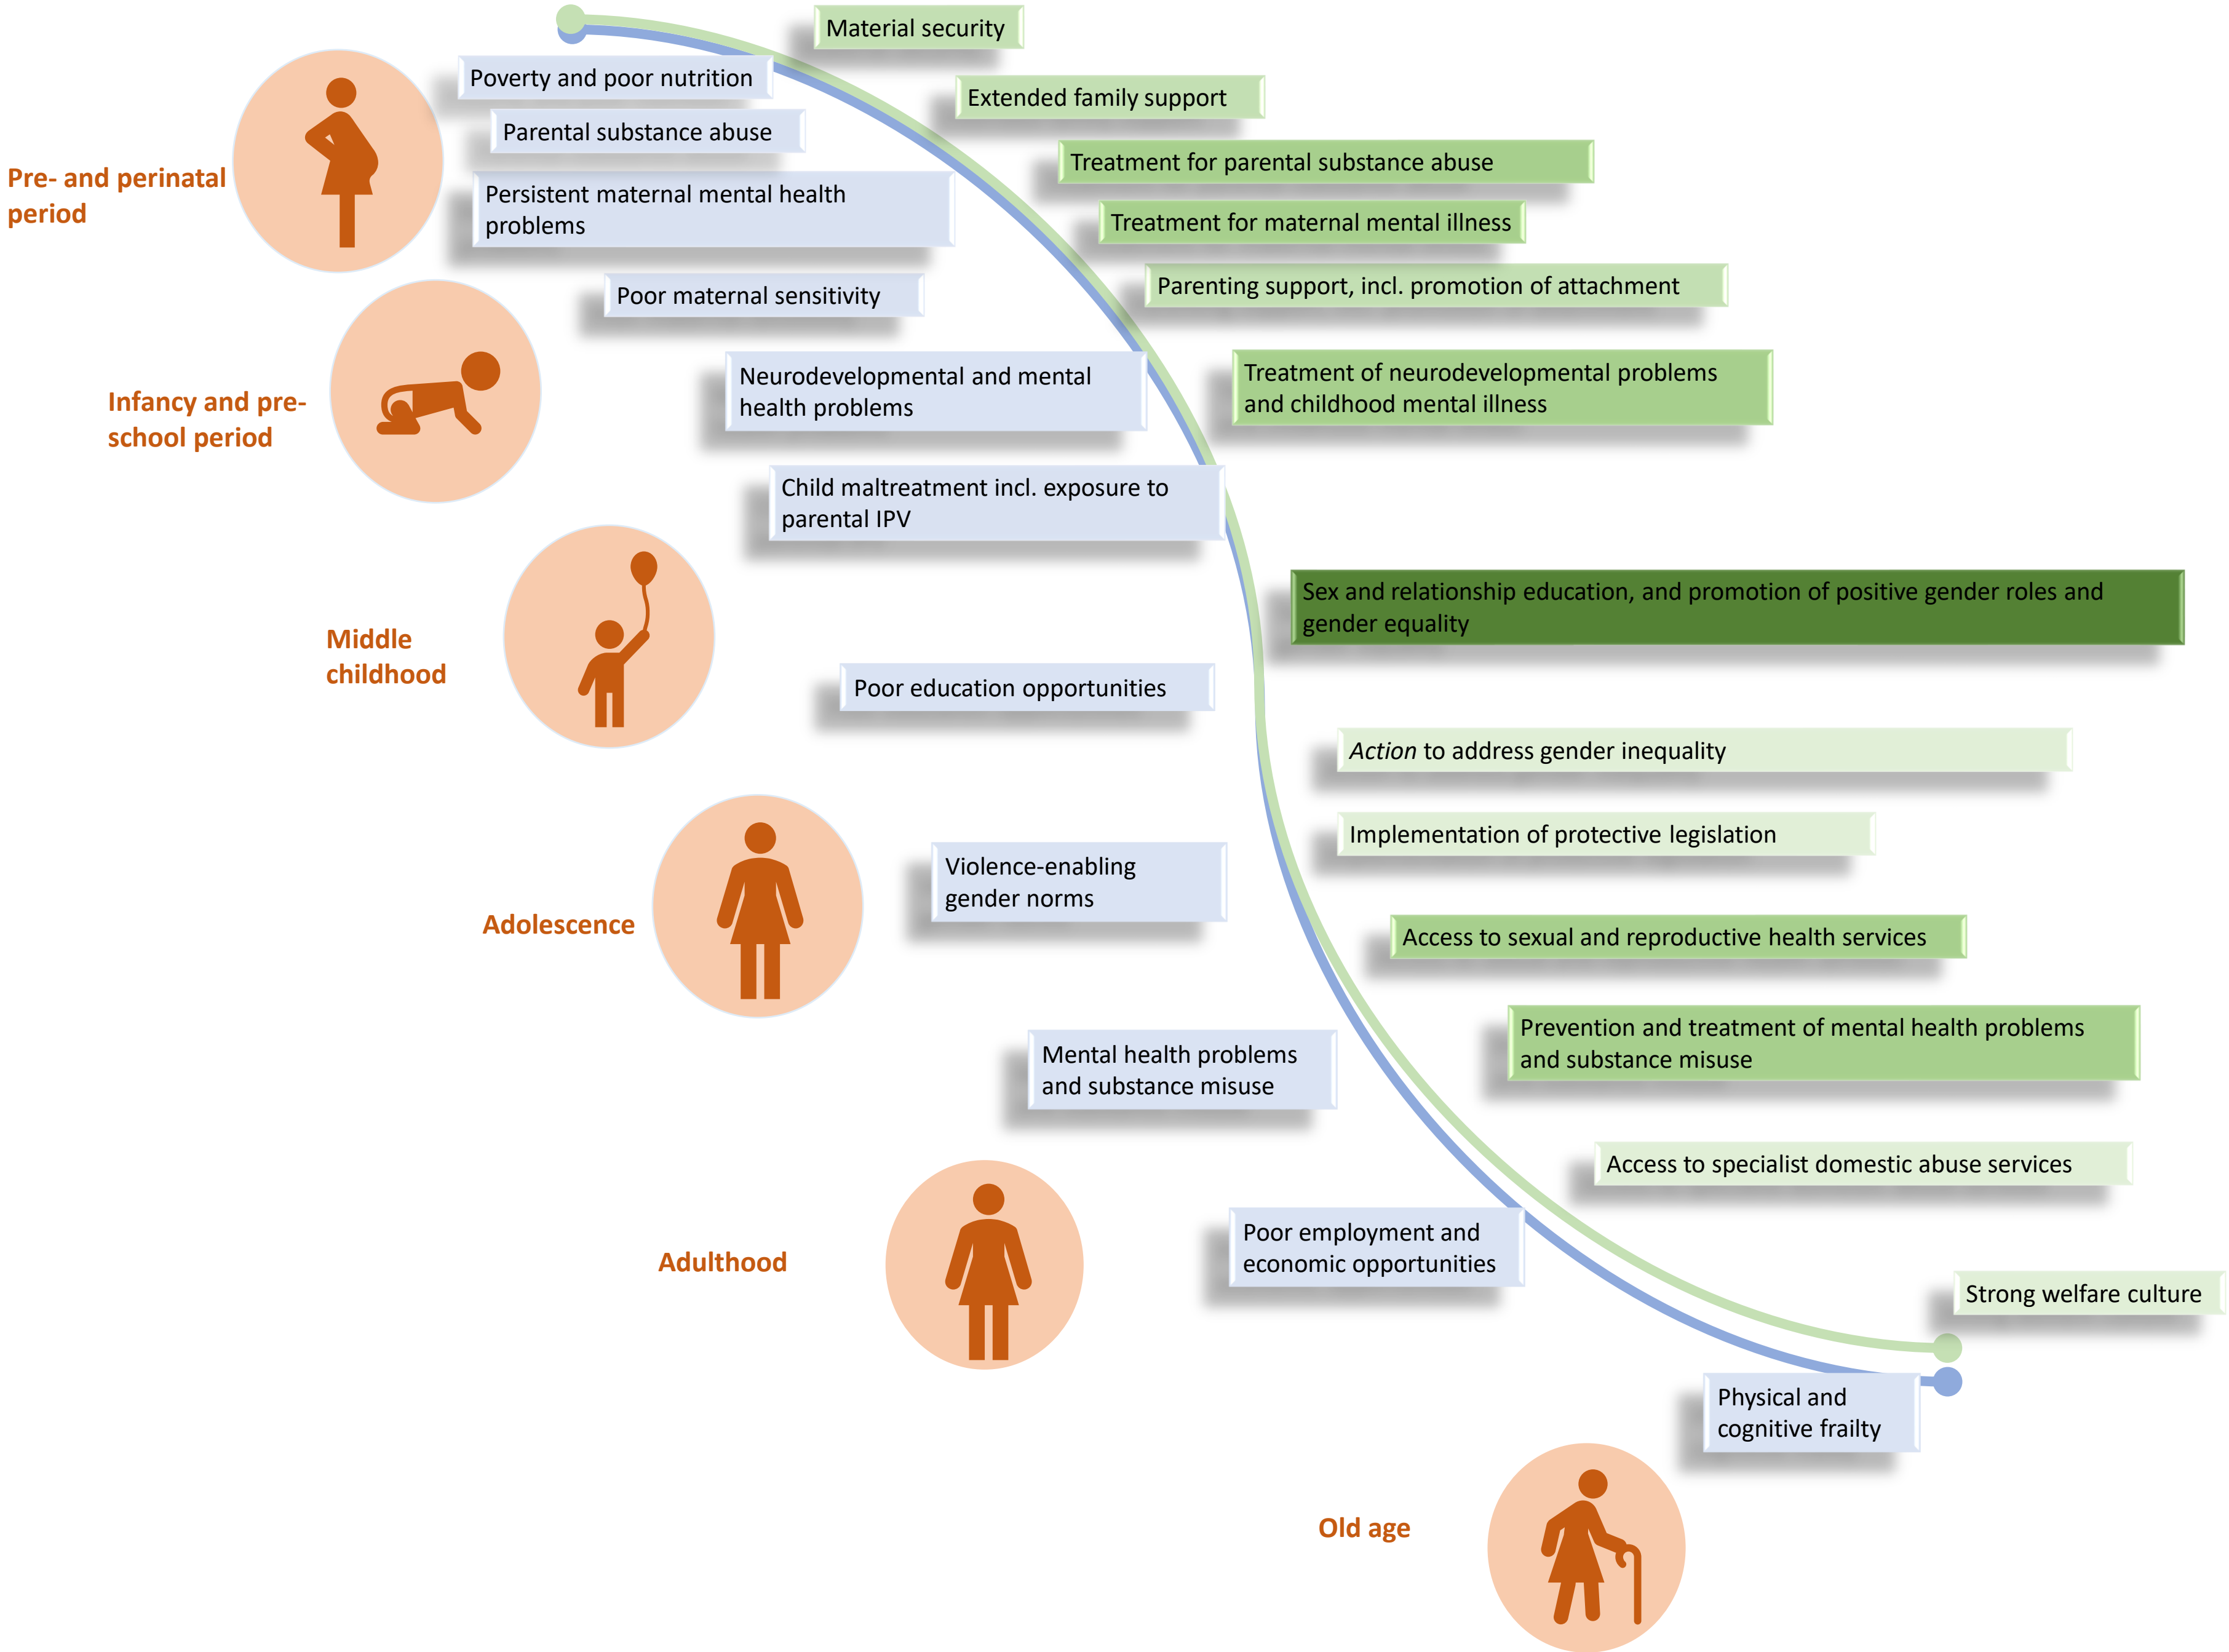 Material security
Poverty and poor nutrition
Extended family support
Parental substance abuse
Treatment for parental substance abuse
Pre- and perinatal
period
Persistent maternal mental health
problems
Treatment for maternal mental illness
Poor maternal sensitivity
Parenting support, incl. promotion of attachment
Infancy and pre-
school period
Neurodevelopmental and mental
health problems
Treatment of neurodevelopmental problems
and childhood mental illness
Child maltreatment incl. exposure to
parental IPV
Sex and relationship education, and promotion of positive gender roles and
gender equality
Middle
childhood
Poor education opportunities
Action to address gender inequality
Implementation of protective legislation
Adolescence
Violence-enabling
gender norms
Access to sexual and reproductive health services
Prevention and treatment of mental health problems
and substance misuse
Mental health problems
and substance misuse
Access to specialist domestic abuse services
Adulthood
Poor employment and
economic opportunities
Strong welfare culture
Physical and
cognitive frailty
Old age